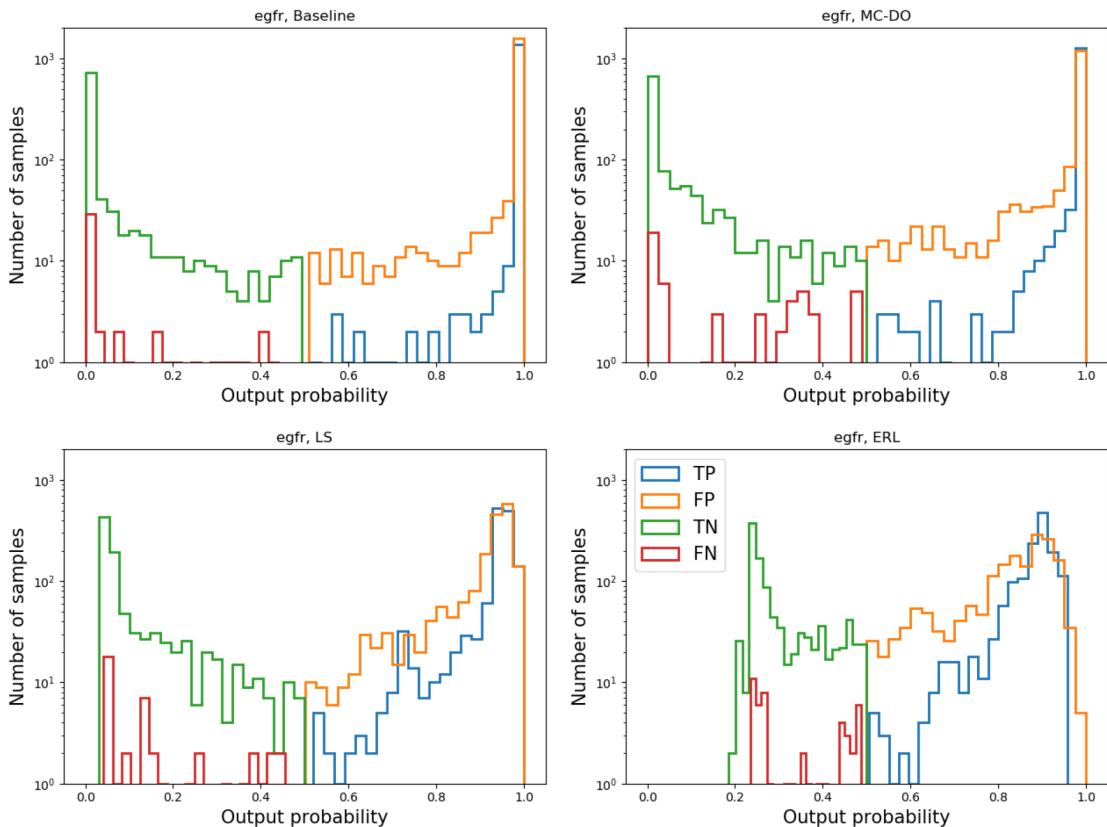 egfr, Baseline
Number of samples
10³
10²
10¹
10⁰
0.0 0.2 0.4 0.6 0.8 1.0
Output probability
egfr, MC-DO
Number of samples
10³
10²
10¹
10⁰
0.0 0.2 0.4 0.6 0.8 1.0
Output probability
egfr, LS
Number of samples
10³
10²
10¹
10⁰
0.0 0.2 0.4 0.6 0.8 1.0
Output probability
egfr, ERL
Number of samples
10³
10²
10¹
10⁰
TP
FP
TN
FN
0.0 0.2 0.4 0.6 0.8 1.0
Output probability